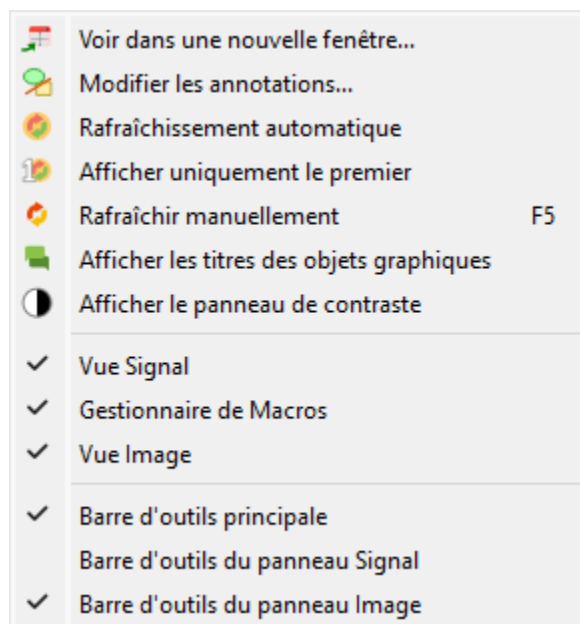 Voir dans une nouvelle fenêtre...
Modifier les annotations...
Rafraîchissement automatique
Afficher uniquement le premier
Rafraîchir manuellement F5
Afficher les titres des objets graphiques
Afficher le panneau de contraste
Vue Signal
Gestionnaire de Macros
Vue Image
Barre d'outils principale
Barre d'outils du panneau Signal
Barre d'outils du panneau Image